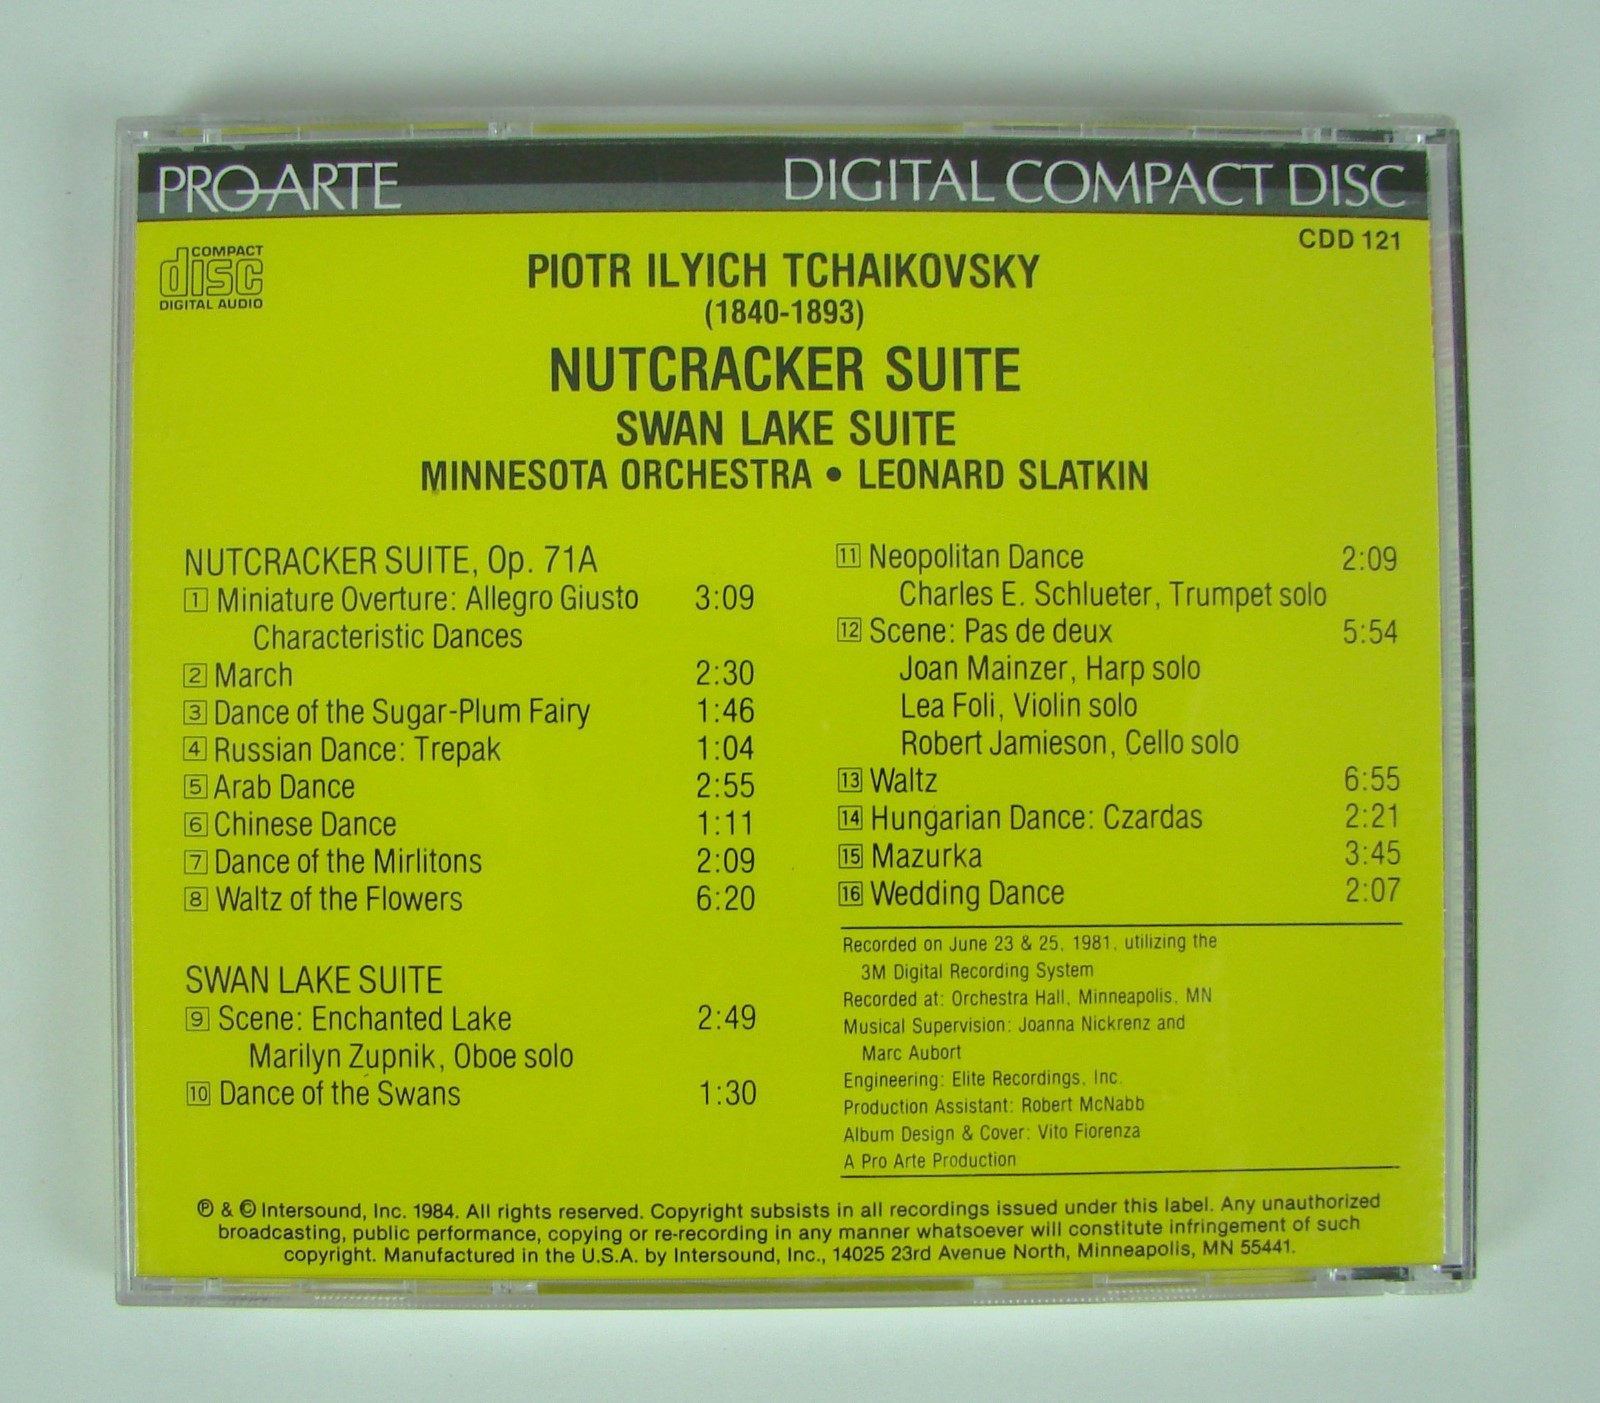 PRO ARTE
DIGITAL COMPACT DISC
CDD 121
COMPACT
disc
DIGITAL AUDIO
PIOTR ILYICH TCHAIKOVSKY
(1840-1893)
NUTCRACKER SUITE
SWAN LAKE SUITE
MINNESOTA ORCHESTRA • LEONARD SLATKIN
NUTCRACKER SUITE, Op. 71A
1 Miniature Overture: Allegro Giusto 3:09
Characteristic Dances
2 March 2:30
3 Dance of the Sugar-Plum Fairy 1:46
4 Russian Dance: Trepak 1:04
5 Arab Dance 2:55
6 Chinese Dance 1:11
7 Dance of the Mirlitons 2:09
8 Waltz of the Flowers 6:20
SWAN LAKE SUITE
9 Scene: Enchanted Lake 2:49
Marilyn Zupnik, Oboe solo
10 Dance of the Swans 1:30
11 Neopolitan Dance 2:09
Charles E. Schlueter, Trumpet solo
12 Scene: Pas de deux 5:54
Joan Mainzer, Harp solo
Lea Foli, Violin solo
Robert Jamieson, Cello solo
13 Waltz 6:55
14 Hungarian Dance: Czardas 2:21
15 Mazurka 3:45
16 Wedding Dance 2:07
Recorded on June 23 & 25, 1981, utilizing the
3M Digital Recording System
Recorded at: Orchestra Hall, Minneapolis, MN
Musical Supervision: Joanna Nickrenz and
Marc Aubort
Engineering: Elite Recordings, Inc.
Production Assistant: Robert McNabb
Album Design & Cover: Vito Fiorenza
A Pro Arte Production
℗ & © Intersound, Inc. 1984. All rights reserved. Copyright subsists in all recordings issued under this label. Any unauthorized
broadcasting, public performance, copying or re-recording in any manner whatsoever will constitute infringement of such
copyright. Manufactured in the U.S.A. by Intersound, Inc., 14025 23rd Avenue North, Minneapolis, MN 55441.